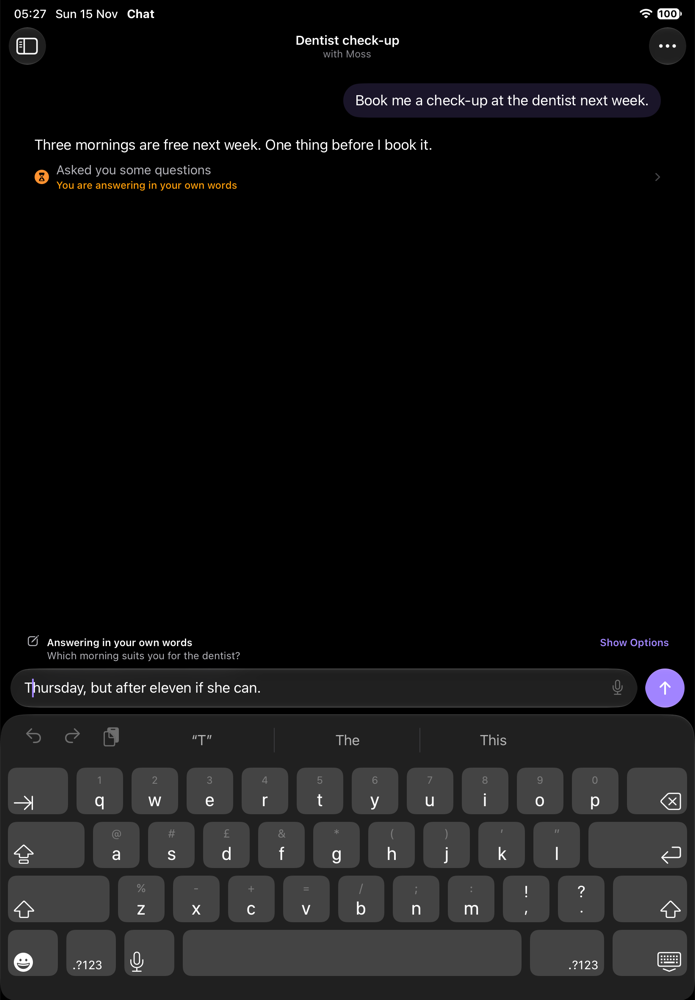 05:27 Sun 15 Nov Chat 100
Dentist check-up
with Moss
Book me a check-up at the dentist next week.
Three mornings are free next week. One thing before I book it.
Asked you some questions
You are answering in your own words
Answering in your own words
Show Options
Which morning suits you for the dentist?
Thursday, but after eleven if she can.
“T” The This
1 2 3 4 5 6 7 8 9 0
q w e r t y u i o p
@ # £ & * ( ) ' "
a s d f g h j k l
% - + = / ; : ! ?
z x c v b n m , .
.?123 .?123